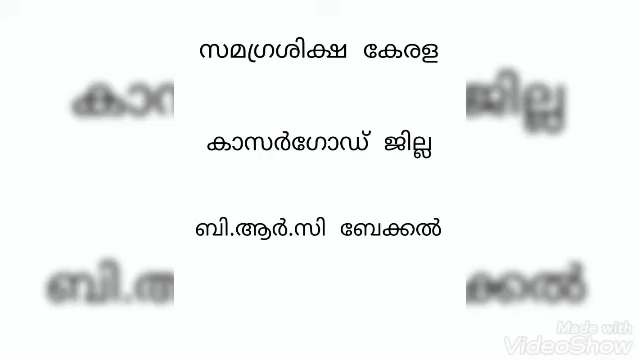 സമഗ്രശിക്ഷ കേരള
കാസർഗോഡ് ജില്ല
ബി.ആർ.സി ബേക്കൽ
Made with
VideoShow